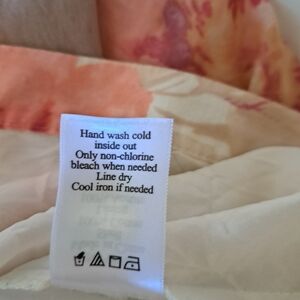 Hand wash cold
inside out
Only non-chlorine
bleach when needed
Line dry
Cool iron if needed